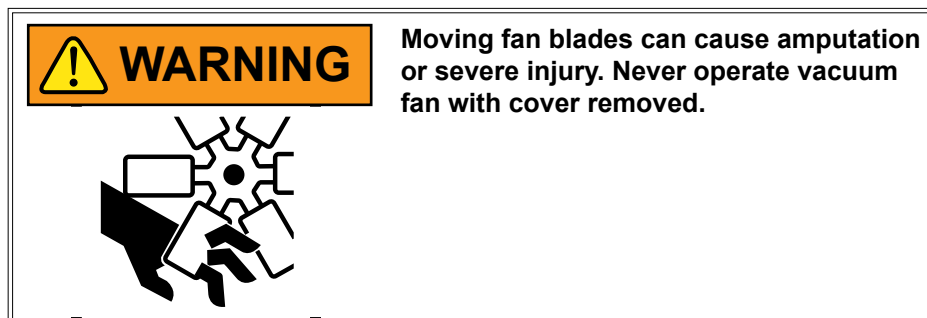 WARNING
Moving fan blades can cause amputation
or severe injury. Never operate vacuum
fan with cover removed.